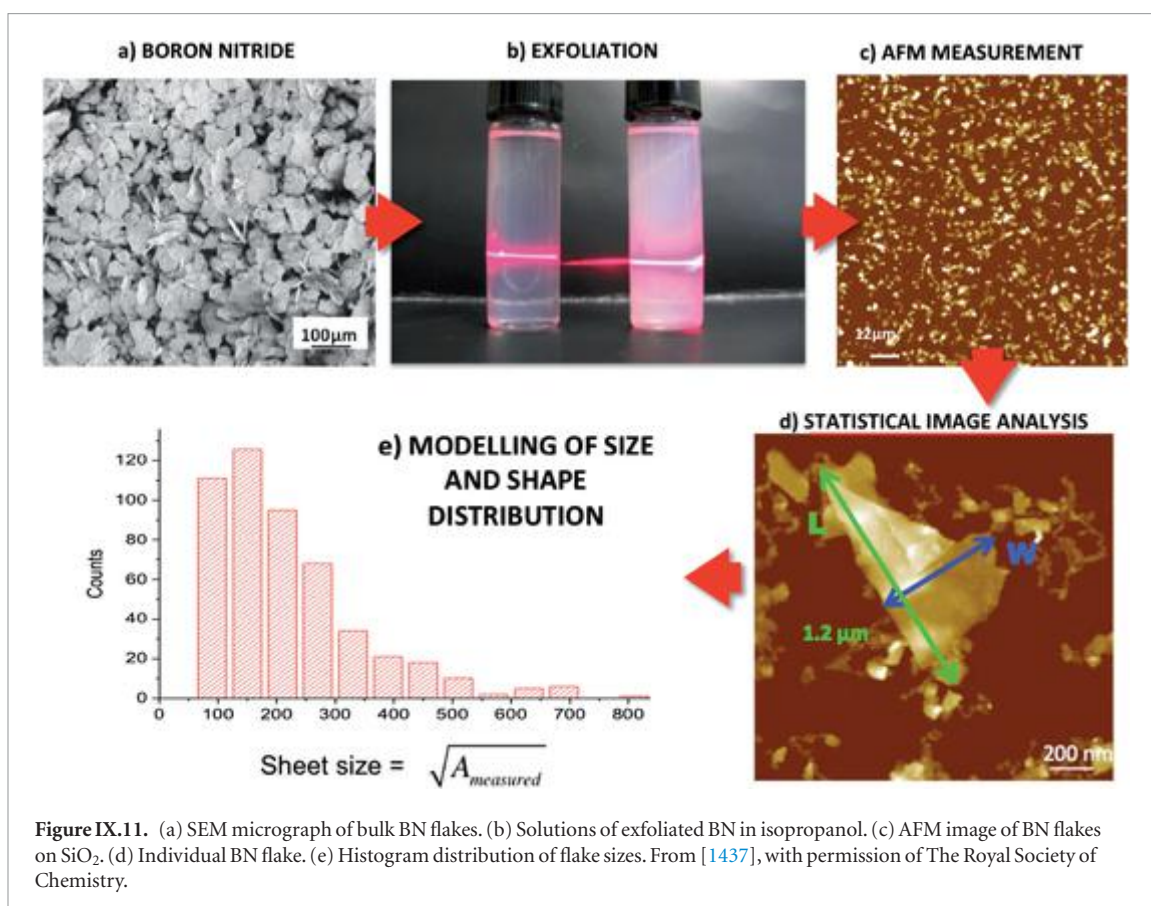 a) BORON NITRIDE
b) EXFOLIATION
c) AFM MEASUREMENT
100µm
12µm
d) STATISTICAL IMAGE ANALYSIS
L
W
1.2 µm
200 nm
e) MODELLING OF SIZE
AND SHAPE
DISTRIBUTION
Counts
120
100
80
60
40
20
0
0 100 200 300 400 500 600 700 800
Sheet size = √A measured
Figure IX.11. (a) SEM micrograph of bulk BN flakes. (b) Solutions of exfoliated BN in isopropanol. (c) AFM image of BN flakes
on SiO₂. (d) Individual BN flake. (e) Histogram distribution of flake sizes. From [1437], with permission of The Royal Society of
Chemistry.